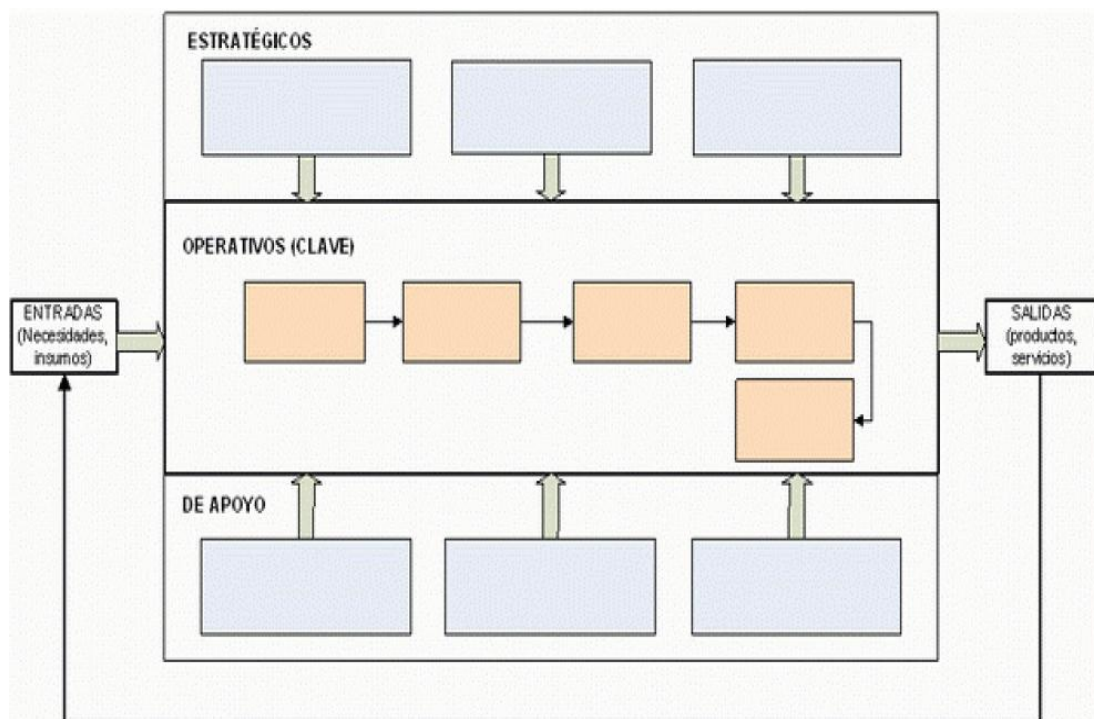 ESTRATÉGICOS
OPERATIVOS (CLAVE)
ENTRADAS
(Necesidades,
insumos)
SALIDAS
(productos,
servicios)
DE APOYO